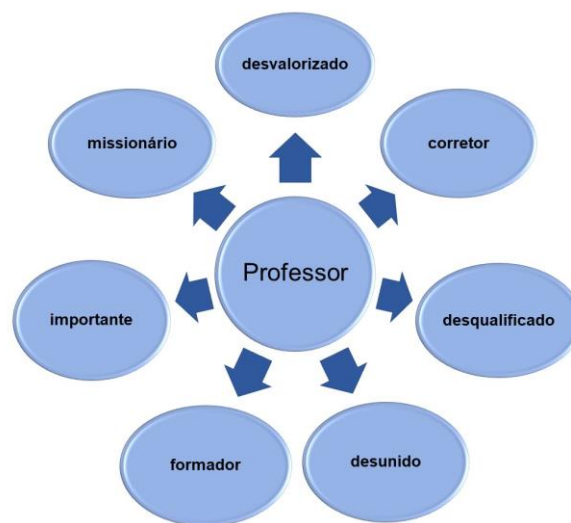 desvalorizado
missionário
corretor
Professor
importante
desqualificado
formador
desunido